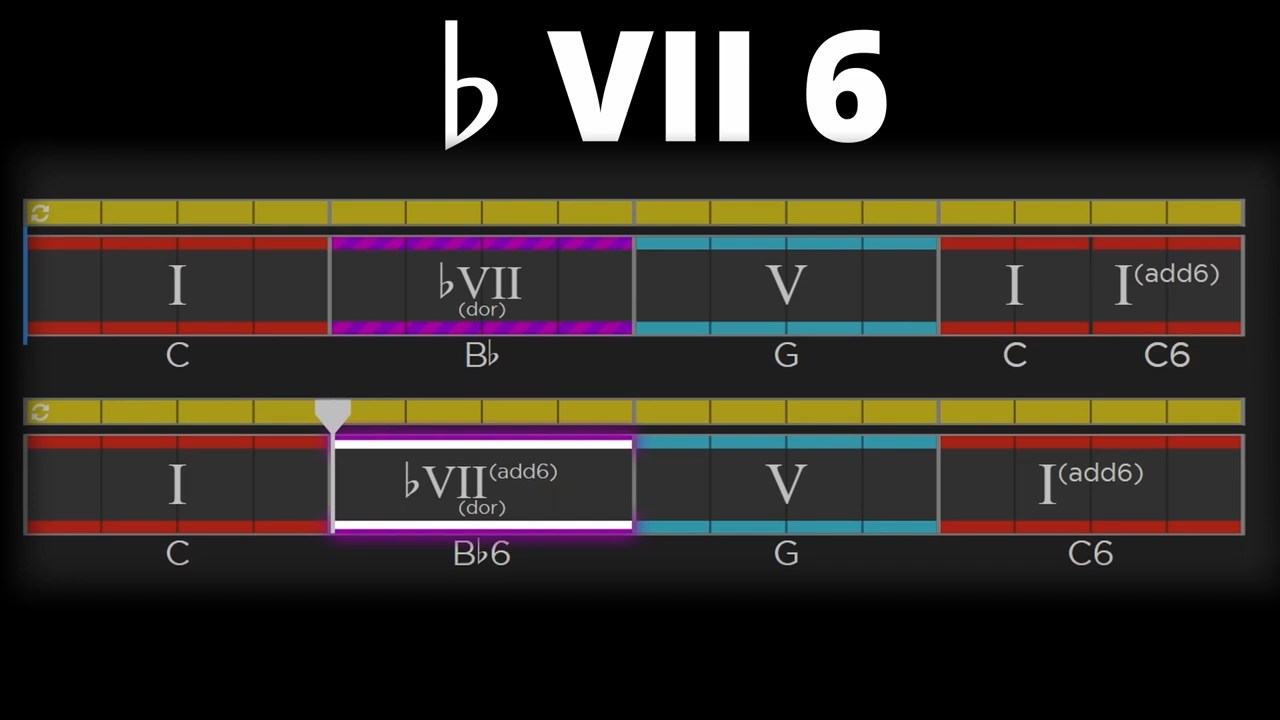 ♭ VII 6
I ♭VII (dor) V I I(add6)
C B♭ G C C6
I ♭VII(add6) (dor) V I(add6)
C B♭6 G C6